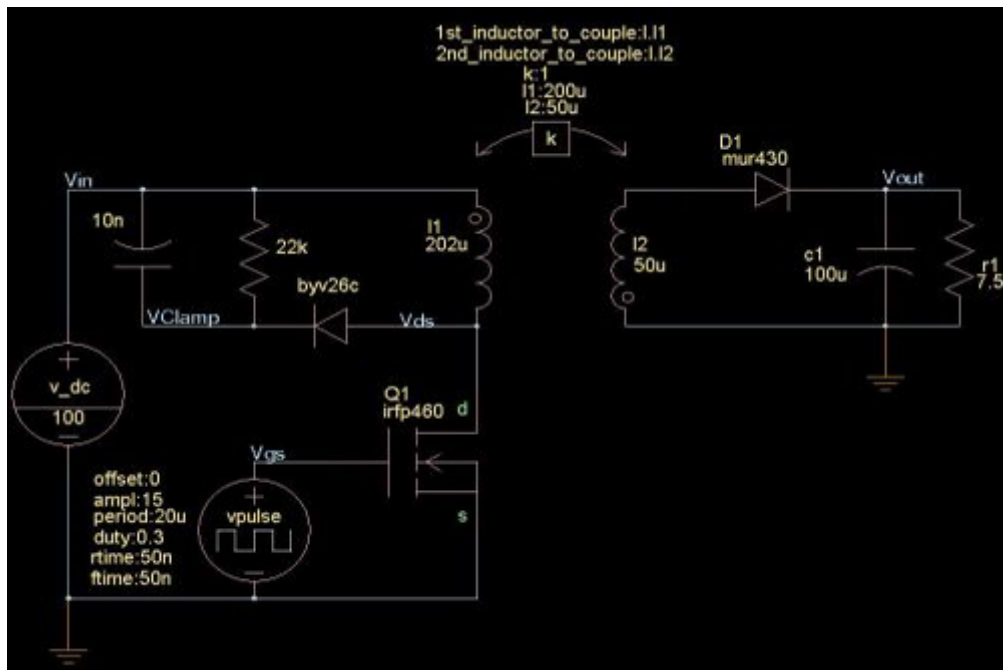 1st_inductor_to_couple:l.l1
2nd_inductor_to_couple:l.l2
k:1
l1:200u
l2:50u
k
D1
mur430
Vin
Vout
10n
22k
l1
202u
l2
50u
c1
100u
r1
7.5
byv26c
VClamp
Vds
v_dc
100
Q1
irfp460
d
s
Vgs
vpulse
offset:0
ampl:15
period:20u
duty:0.3
rtime:50n
ftime:50n